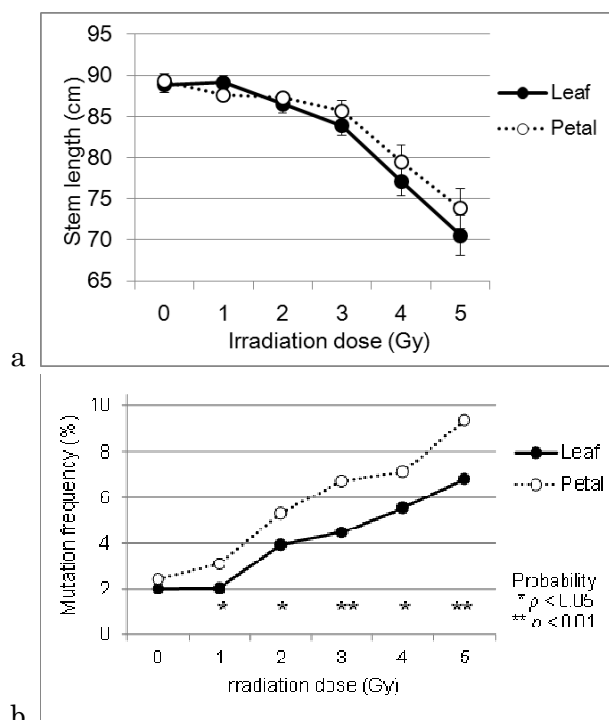 95
90
85
80
75
70
65
Stem length (cm)
Leaf
Petal
0 1 2 3 4 5
Irradiation dose (Gy)
a
10
8
6
4
2
0
Mutation frequency (%)
Leaf
Petal
Probability
* p < 0.05
** p < 0.01
* * ** * **
0 1 2 3 4 5
rradiation dose (Gy)
b